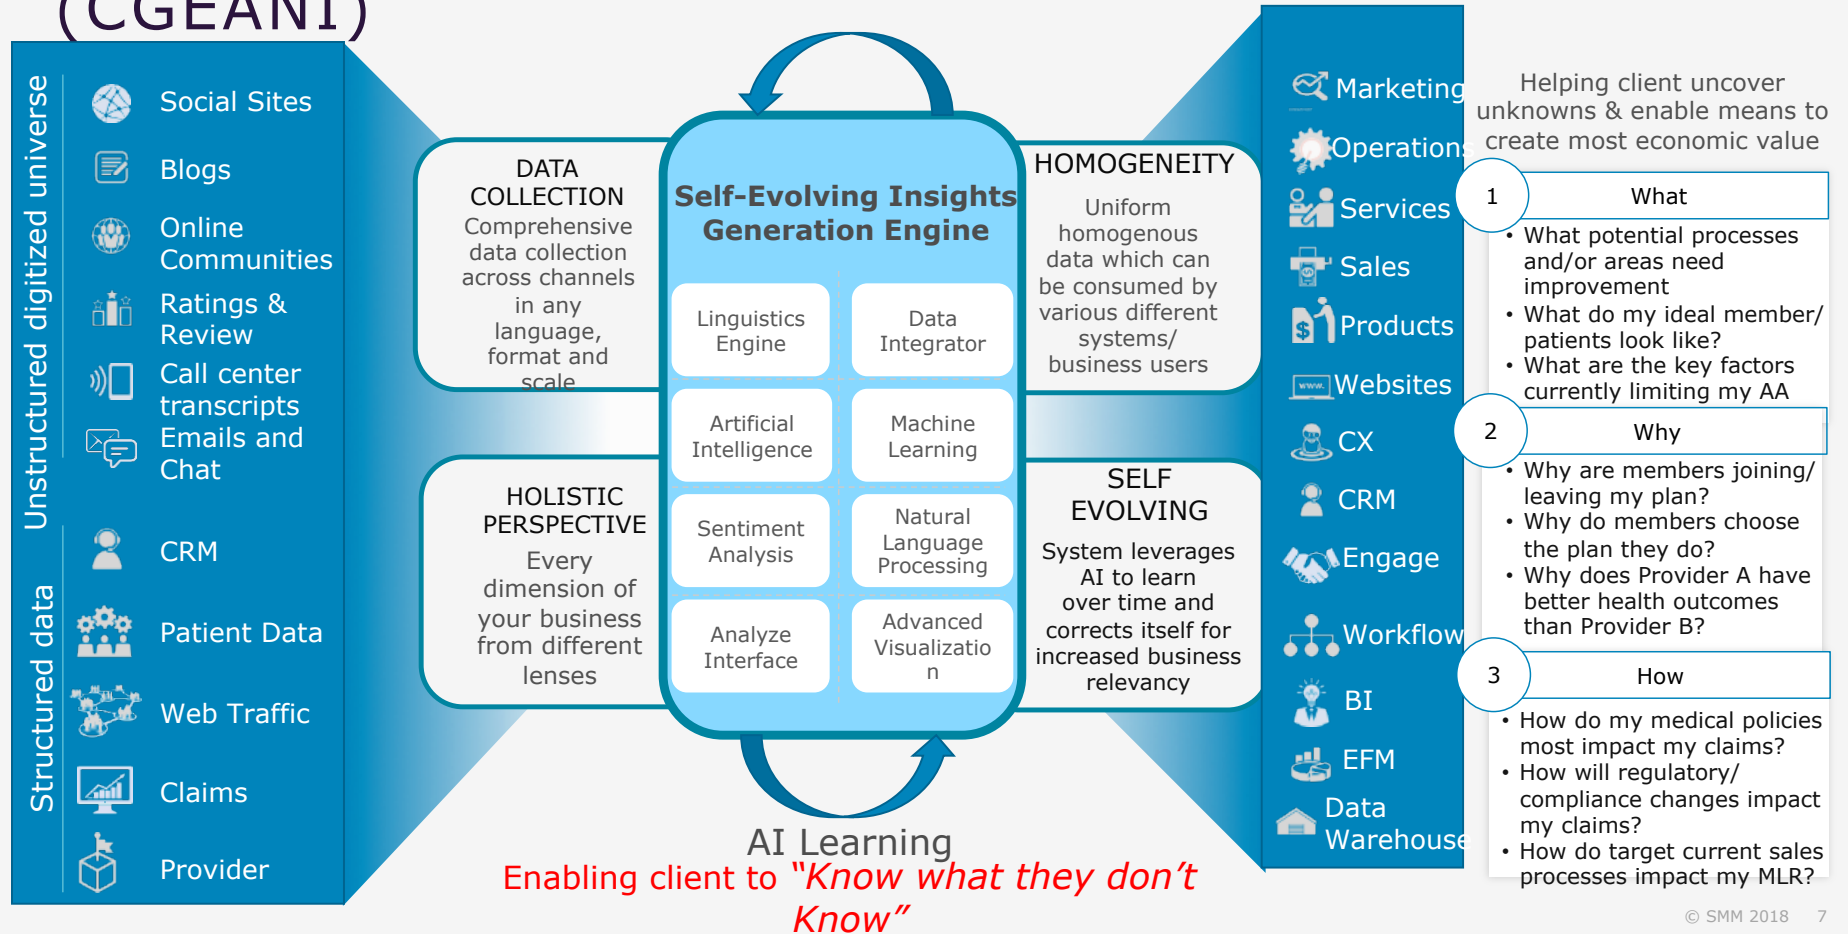 (CGEANI)
Unstructured digitized universe
Social Sites
Blogs
Online
Communities
Ratings &
Review
Call center
transcripts
Emails and
Chat
Structured data
CRM
Patient Data
Web Traffic
Claims
Provider
DATA
COLLECTION
Comprehensive
data collection
across channels
in any
language,
format and
scale
HOLISTIC
PERSPECTIVE
Every
dimension of
your business
from different
lenses
Self-Evolving Insights
Generation Engine
Linguistics
Engine
Data
Integrator
Artificial
Intelligence
Machine
Learning
Sentiment
Analysis
Natural
Language
Processing
Analyze
Interface
Advanced
Visualizatio
n
HOMOGENEITY
Uniform
homogenous
data which can
be consumed by
various different
systems/
business users
SELF
EVOLVING
System leverages
AI to learn
over time and
corrects itself for
increased business
relevancy
AI Learning
Enabling client to “Know what they don’t
Know”
Marketing
Operations
Services
Sales
$
Products
www.
Websites
CX
CRM
Engage
Workflow
BI
EFM
Data
Warehouse
Helping client uncover
unknowns & enable means to
create most economic value
1
What
• What potential processes
and/or areas need
improvement
• What do my ideal member/
patients look like?
• What are the key factors
currently limiting my AA
2
Why
• Why are members joining/
leaving my plan?
• Why do members choose
the plan they do?
• Why does Provider A have
better health outcomes
than Provider B?
3
How
• How do my medical policies
most impact my claims?
• How will regulatory/
compliance changes impact
my claims?
• How do target current sales
processes impact my MLR?
© SMM 2018 7